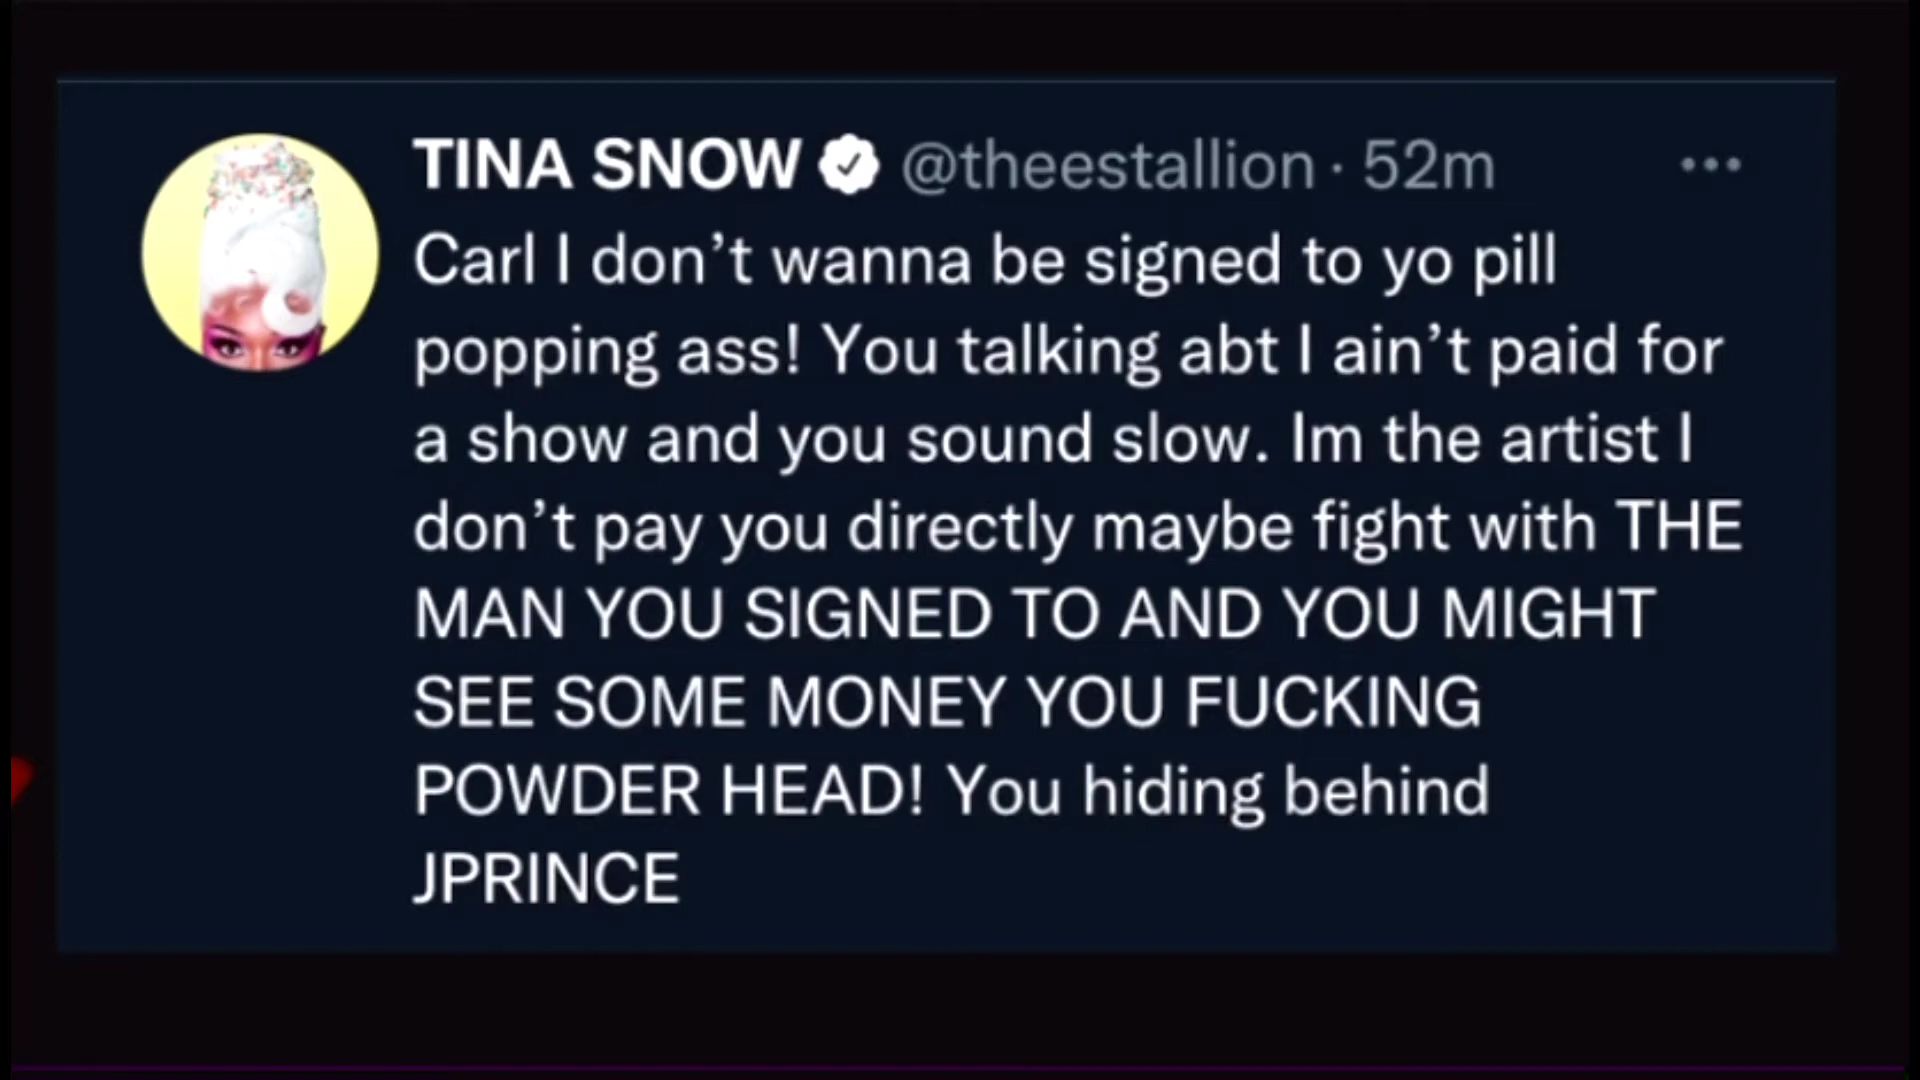 TINA SNOW @theestallion · 52m
Carl I don’t wanna be signed to yo pill
popping ass! You talking abt I ain’t paid for
a show and you sound slow. Im the artist I
don’t pay you directly maybe fight with THE
MAN YOU SIGNED TO AND YOU MIGHT
SEE SOME MONEY YOU FUCKING
POWDER HEAD! You hiding behind
JPRINCE